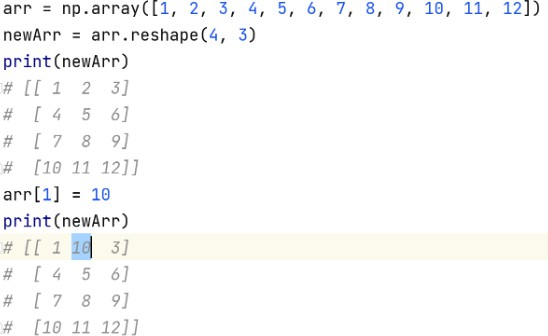 arr = np.array([1, 2, 3, 4, 5, 6, 7, 8, 9, 10, 11, 12])
newArr = arr.reshape(4, 3)
print(newArr)
# [[ 1  2  3]
#  [ 4  5  6]
#  [ 7  8  9]
#  [10 11 12]]
arr[1] = 10
print(newArr)
# [[ 1 10  3]
#  [ 4  5  6]
#  [ 7  8  9]
#  [10 11 12]]